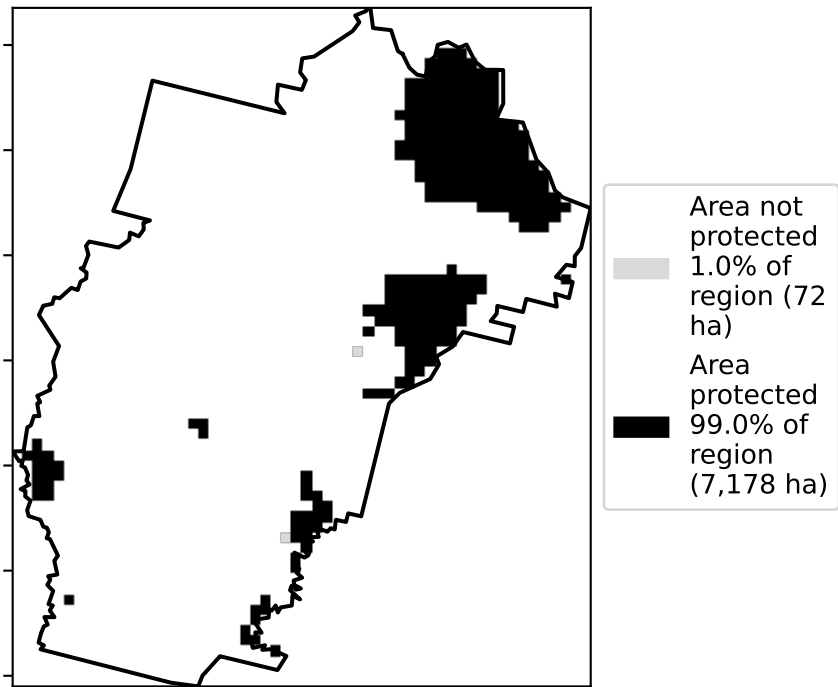 Area not
protected
1.0% of
region (72
ha)
Area
protected
99.0% of
region
(7,178 ha)